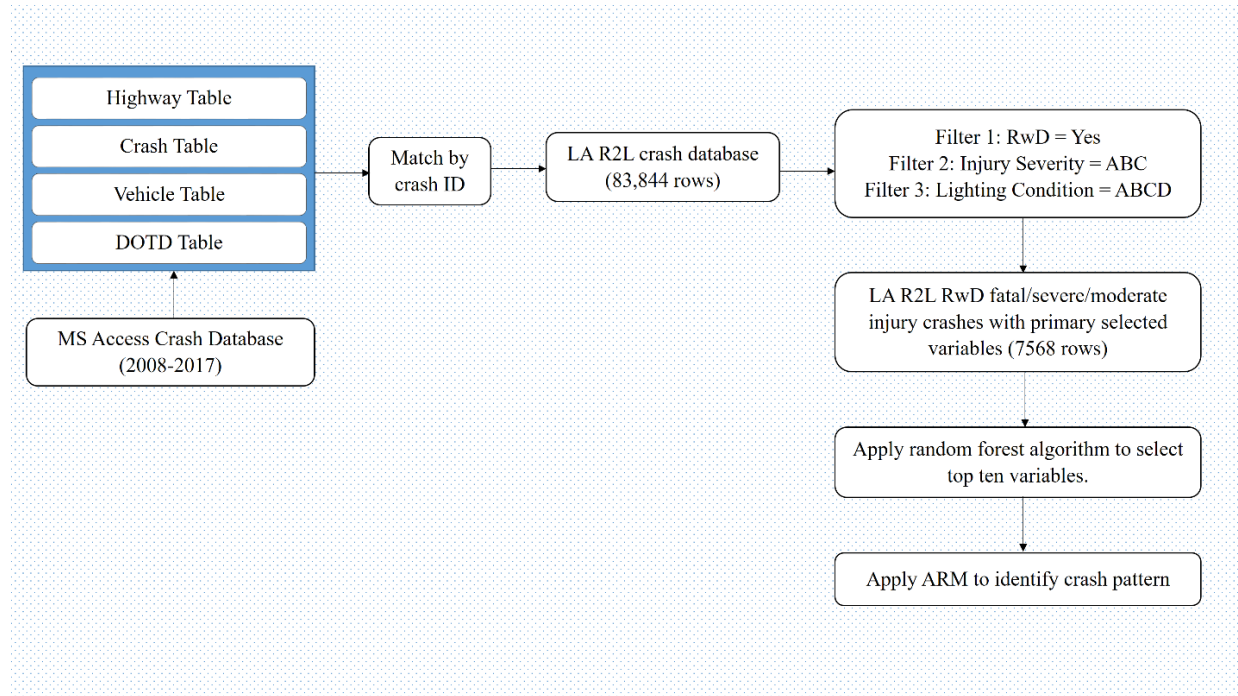 Highway Table
Crash Table
Vehicle Table
DOTD Table
MS Access Crash Database
(2008-2017)
Match by
crash ID
LA R2L crash database
(83,844 rows)
Filter 1: RwD = Yes
Filter 2: Injury Severity = ABC
Filter 3: Lighting Condition = ABCD
LA R2L RwD fatal/severe/moderate
injury crashes with primary selected
variables (7568 rows)
Apply random forest algorithm to select
top ten variables.
Apply ARM to identify crash pattern